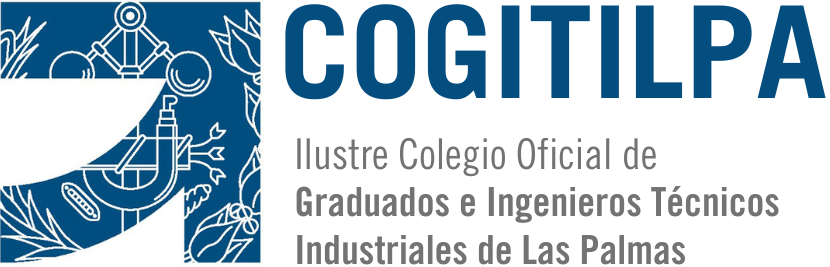 COGITILPA
Ilustre Colegio Oficial de
Graduados e Ingenieros Técnicos
Industriales de Las Palmas